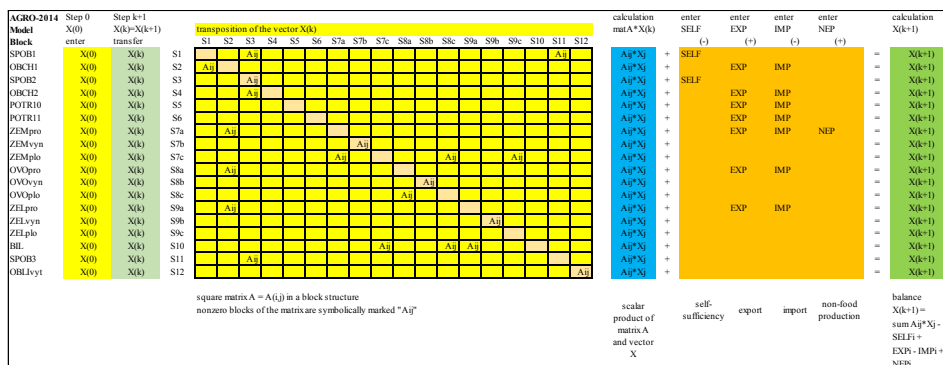 AGRO-2014 Step 0 Step k+1 calculation enter enter enter enter calculation
Model X(0) X(k)=X(k+1) transposition of the vector X(k) matA*X(k) SELF EXP IMP NEP X(k+1)
Block enter transfer S1 S2 S3 S4 S5 S6 S7a S7b S7c S8a S8b S8c S9a S9b S9c S10 S11 S12 (-) (+) (-) (+)
SPOB1 X(0) X(k) S1 Aij Aij Aij*Xj + SELF = X(k+1)
OBCH1 X(0) X(k) S2 Aij Aij*Xj + EXP IMP = X(k+1)
SPOB2 X(0) X(k) S3 Aij Aij*Xj + SELF = X(k+1)
OBCH2 X(0) X(k) S4 Aij Aij*Xj + EXP IMP = X(k+1)
POTR10 X(0) X(k) S5 Aij*Xj + EXP IMP = X(k+1)
POTR11 X(0) X(k) S6 Aij*Xj + EXP IMP = X(k+1)
ZEMpro X(0) X(k) S7a Aij Aij*Xj + EXP IMP NEP = X(k+1)
ZEMvyn X(0) X(k) S7b Aij Aij*Xj + = X(k+1)
ZEMplo X(0) X(k) S7c Aij Aij Aij Aij*Xj + = X(k+1)
OVOpro X(0) X(k) S8a Aij Aij*Xj + EXP IMP = X(k+1)
OVOvyn X(0) X(k) S8b Aij Aij*Xj + = X(k+1)
OVOplo X(0) X(k) S8c Aij Aij*Xj + = X(k+1)
ZELpro X(0) X(k) S9a Aij Aij*Xj + EXP IMP = X(k+1)
ZELvyn X(0) X(k) S9b Aij Aij*Xj + = X(k+1)
ZELplo X(0) X(k) S9c Aij*Xj + = X(k+1)
BIL X(0) X(k) S10 Aij Aij Aij Aij*Xj + = X(k+1)
SPOB3 X(0) X(k) S11 Aij Aij*Xj + = X(k+1)
OBLIvyt X(0) X(k) S12 Aij Aij*Xj + = X(k+1)
square matrix A = A(i,j) in a block structure
nonzero blocks of the matrix are symbolically marked "Aij"
scalar
product of
matrix A
and vector
X
self-
sufficiency
export
import
non-food
production
balance
X(k+1) =
sum Aij*Xj -
SELFi +
EXPi - IMPi +
NEPi